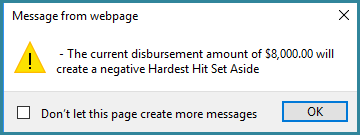 Message from webpage
- The current disbursement amount of $8,000.00 will
create a negative Hardest Hit Set Aside
Don't let this page create more messages
OK